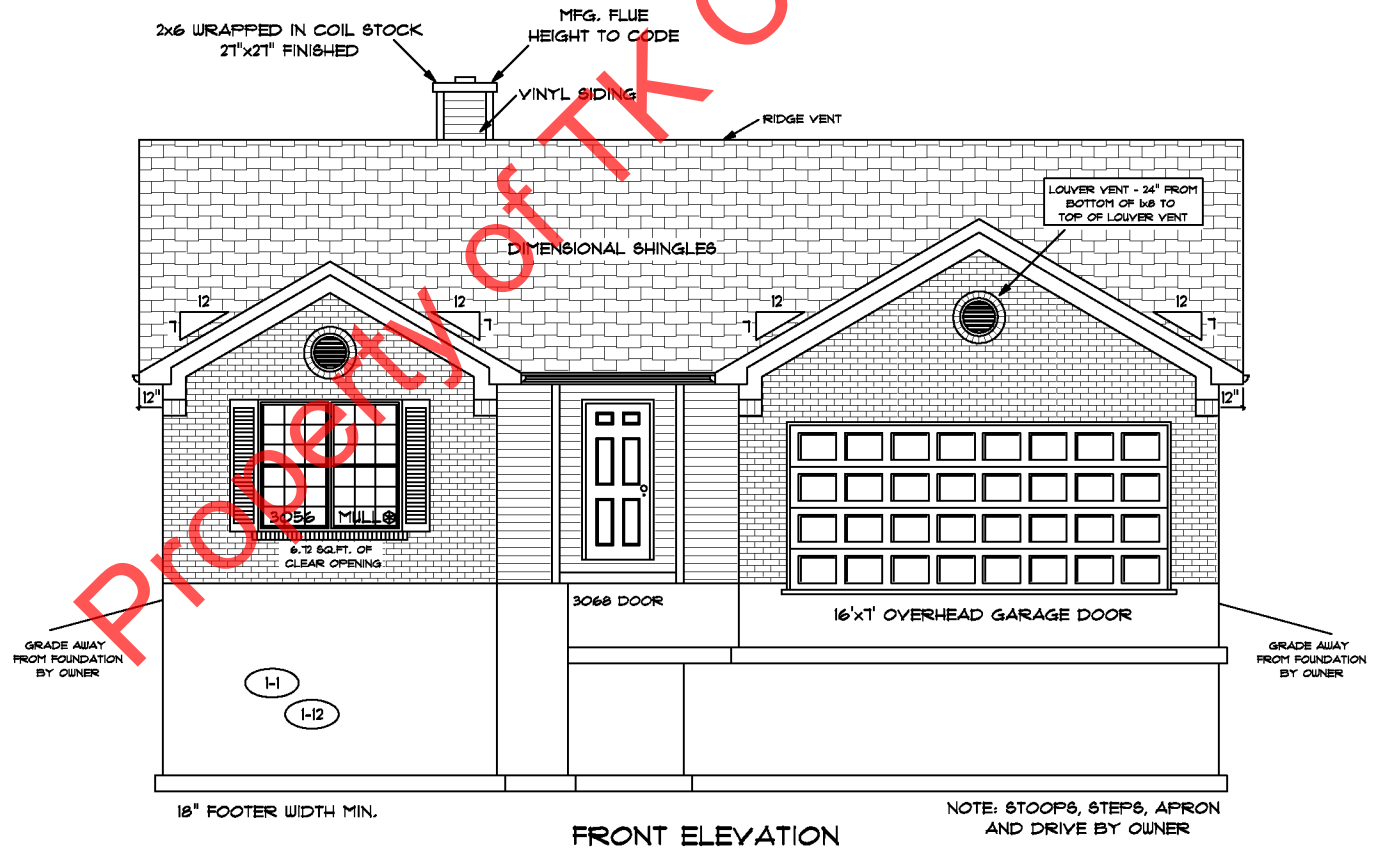 2x6 WRAPPED IN COIL STOCK
27"x27" FINISHED
MFG. FLUE
HEIGHT TO CODE
VINYL SIDING
RIDGE VENT
LOUVER VENT - 24" FROM
BOTTOM OF 1x8 TO
TOP OF LOUVER VENT
DIMENSIONAL SHINGLES
12
7
12
7
12
7
12
7
12"
12"
3056 MULL
6.72 SQ.FT. OF
CLEAR OPENING
3068 DOOR
16'x7' OVERHEAD GARAGE DOOR
GRADE AWAY
FROM FOUNDATION
BY OWNER
GRADE AWAY
FROM FOUNDATION
BY OWNER
1-1
1-12
18" FOOTER WIDTH MIN.
NOTE: STOOPS, STEPS, APRON
AND DRIVE BY OWNER
FRONT ELEVATION
Property of TK